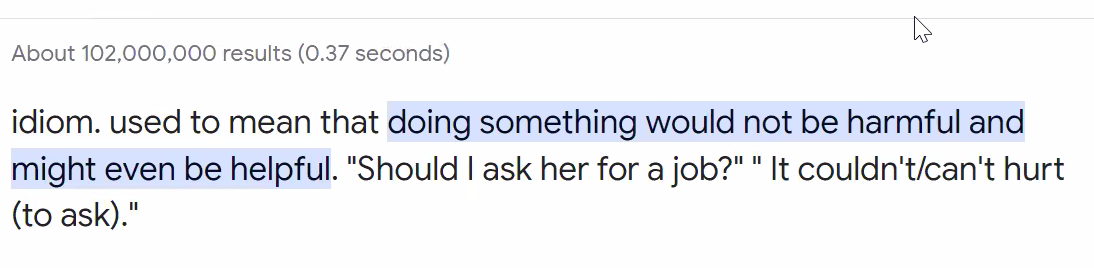 About 102,000,000 results (0.37 seconds)
idiom. used to mean that doing something would not be harmful and
might even be helpful. "Should I ask her for a job?" " It couldn't/can't hurt
(to ask)."